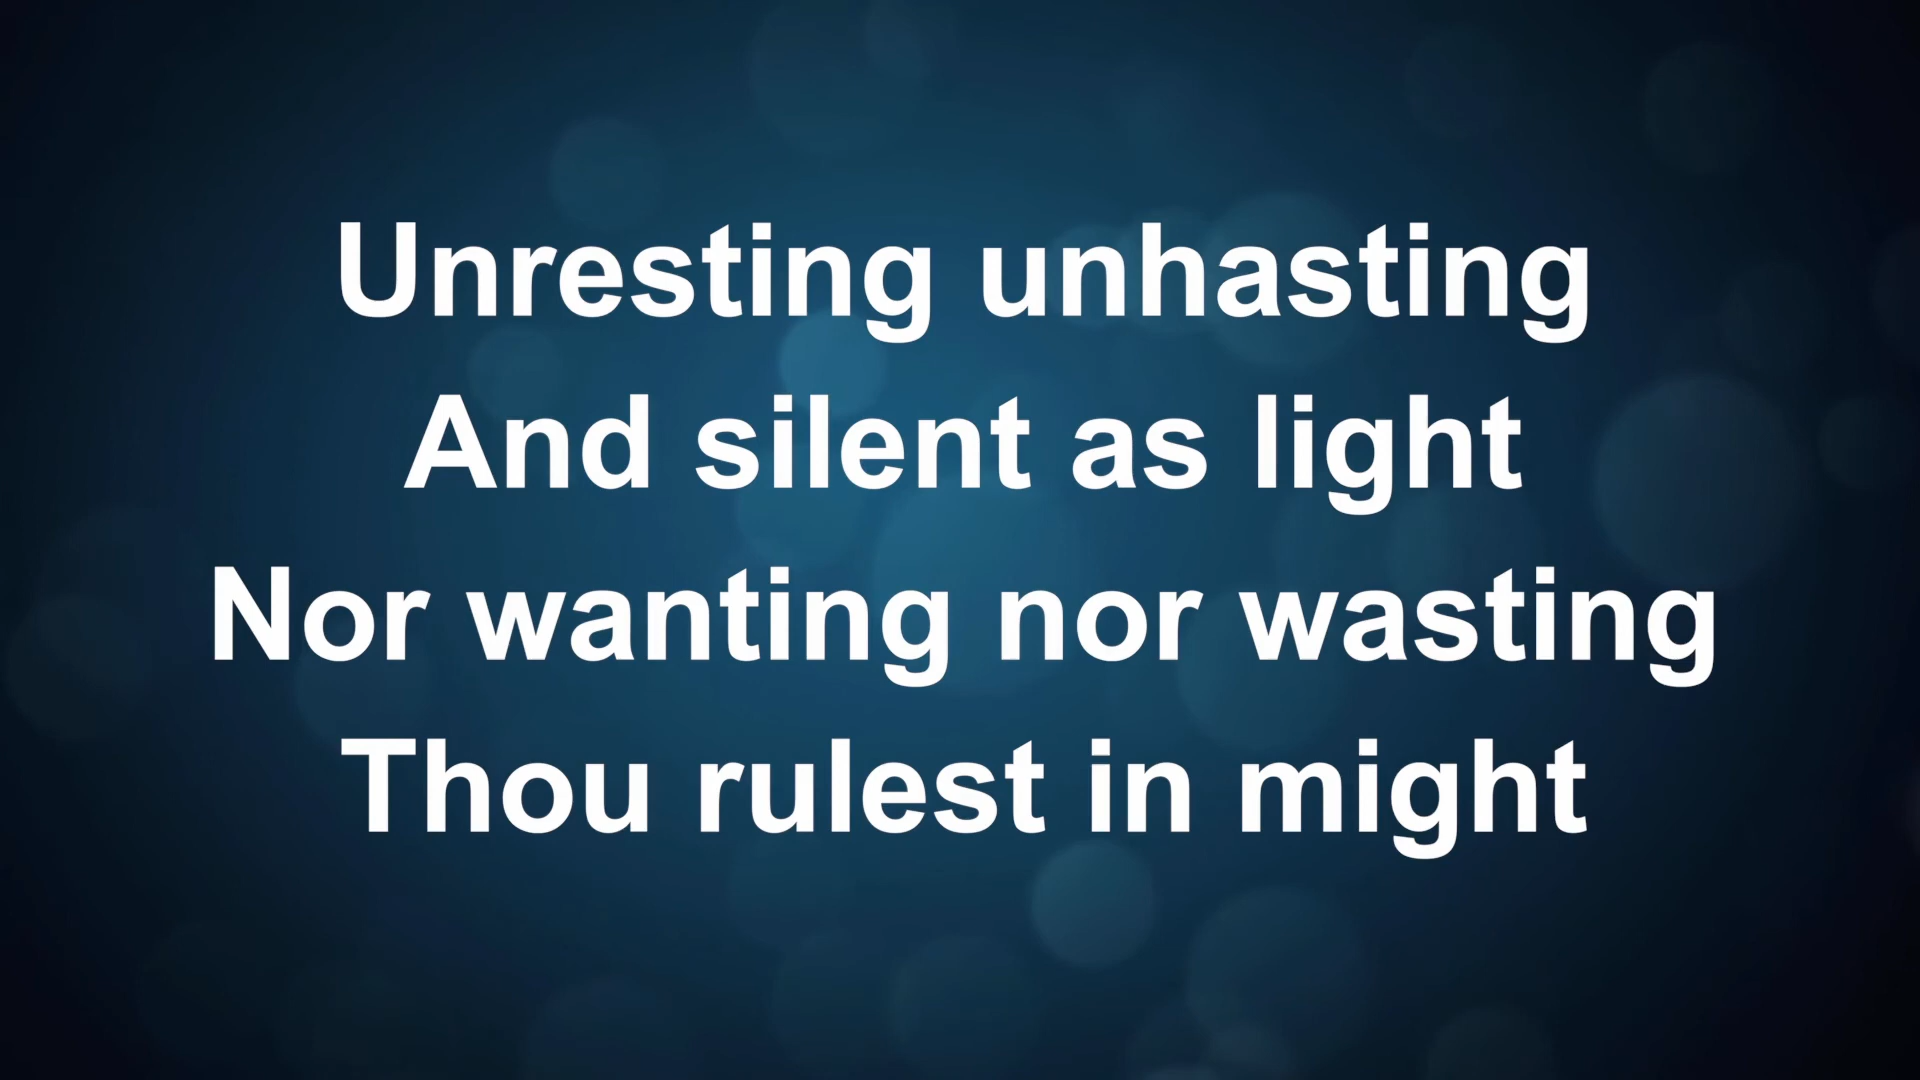 Unresting unhasting
And silent as light
Nor wanting nor wasting
Thou rulest in might